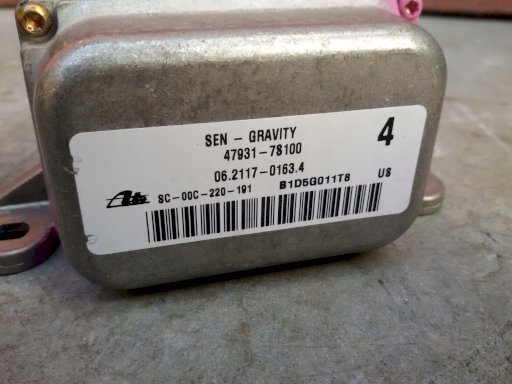 SEN - GRAVITY
47931-7S100
4
06.2117-0163.4
Ate SC-00C-220-191 B1D5G011T8 US